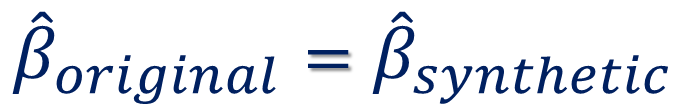 β̂original = β̂synthetic